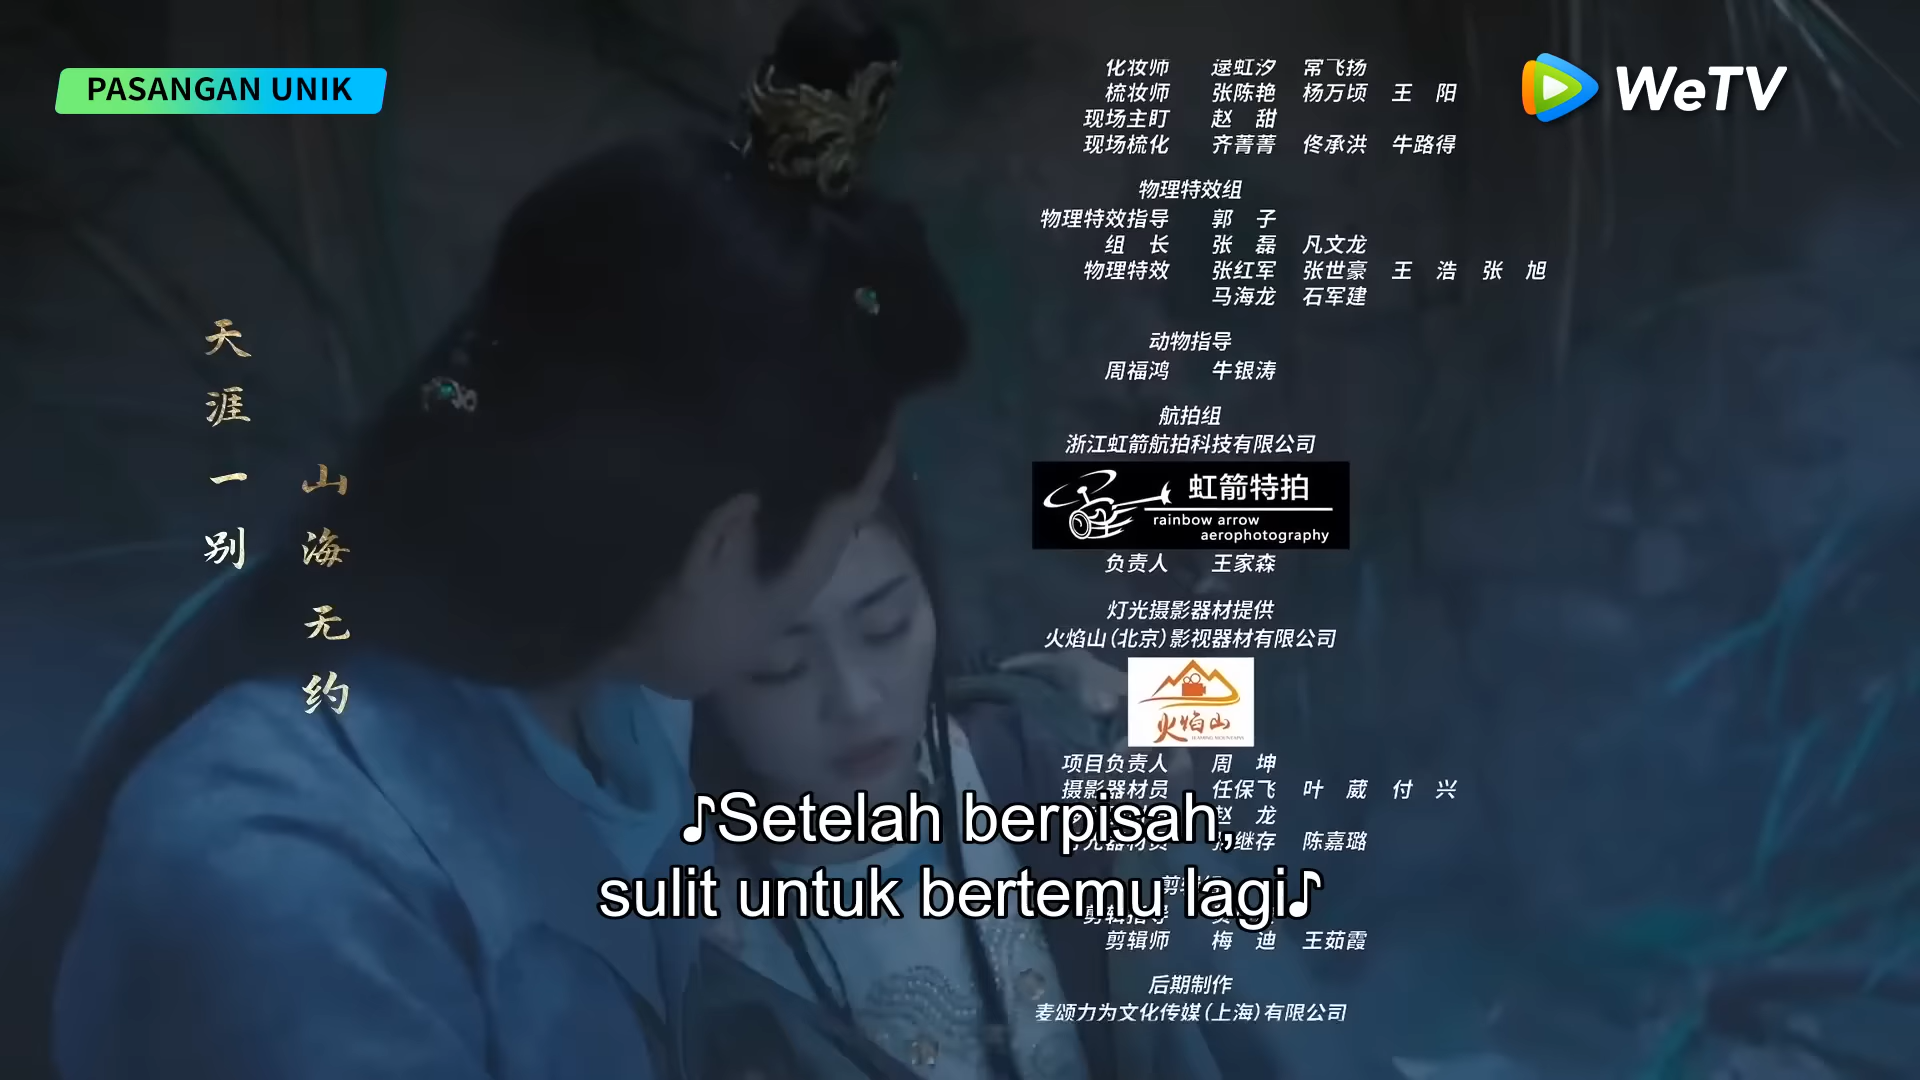 PASANGAN UNIK
WeTV
天涯一别
山海无约
化妆师 逯虹汐 常飞扬
梳妆师 张陈艳 杨万顷 王 阳
现场主盯 赵 甜
现场梳化 齐菁菁 佟承洪 牛路得
物理特效组
物理特效指导 郭 子
组 长 张 磊 凡文龙
物理特效 张红军 张世豪 王 浩 张 旭
马海龙 石军建
动物指导
周福鸿 牛银涛
航拍组
浙江虹箭航拍科技有限公司
虹箭特拍
rainbow arrow
aerophotography
负责人 王家森
灯光摄影器材提供
火焰山(北京)影视器材有限公司
火焰山
项目负责人 周 坤
摄影器材员 任保飞 叶 葳 付 兴
赵 龙
继存 陈嘉璐
♪Setelah berpisah,
sulit untuk bertemu lagi♪
剪辑指导
剪辑师 梅 迪 王茹霞
后期制作
麦颂力为文化传媒(上海)有限公司